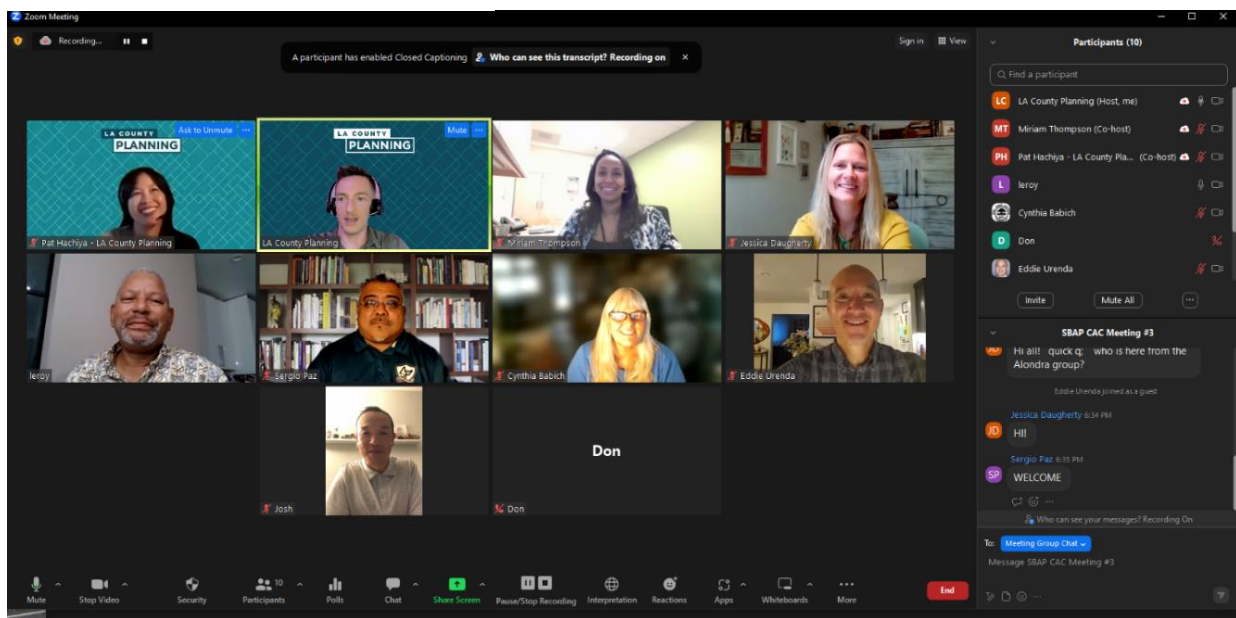 Zoom Meeting
Recording...
A participant has enabled Closed Captioning Who can see this transcript? Recording on
Sign in
View
LA COUNTY
PLANNING
Ask to Unmute
Pat Hachiya - LA County Planning
LA COUNTY
PLANNING
Mute
LA County Planning
Miriam Thompson
Jessica Daugherty
leroy
Sergio Paz
Cynthia Babich
Eddie Urenda
Josh
Don
Don
Participants (10)
Find a participant
LC LA County Planning (Host, me)
MT Miriam Thompson (Co-host)
PH Pat Hachiya - LA County Pla... (Co-host)
L leroy
Cynthia Babich
D Don
Eddie Urenda
Invite Mute All
SBAP CAC Meeting #3
JD Hi all! quick q: who is here from the
Alondra group?
Eddie Urenda joined as a guest
Jessica Daugherty 6:34 PM
JD HI!
Sergio Paz 6:35 PM
SP WELCOME
Who can see your messages? Recording On
To: Meeting Group Chat
Message SBAP CAC Meeting #3
Mute
Stop Video
Security
Participants 10
Polls
Chat
Share Screen
Pause/Stop Recording
Interpretation
Reactions
Apps
Whiteboards
More
End